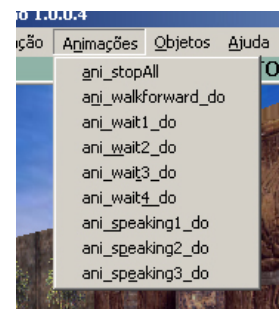 1.0.0.4
ção Animações Objetos Ajuda
ani_stopAll
ani_walkforward_do
ani_wait1_do
ani_wait2_do
ani_wait3_do
ani_wait4_do
ani_speaking1_do
ani_speaking2_do
ani_speaking3_do